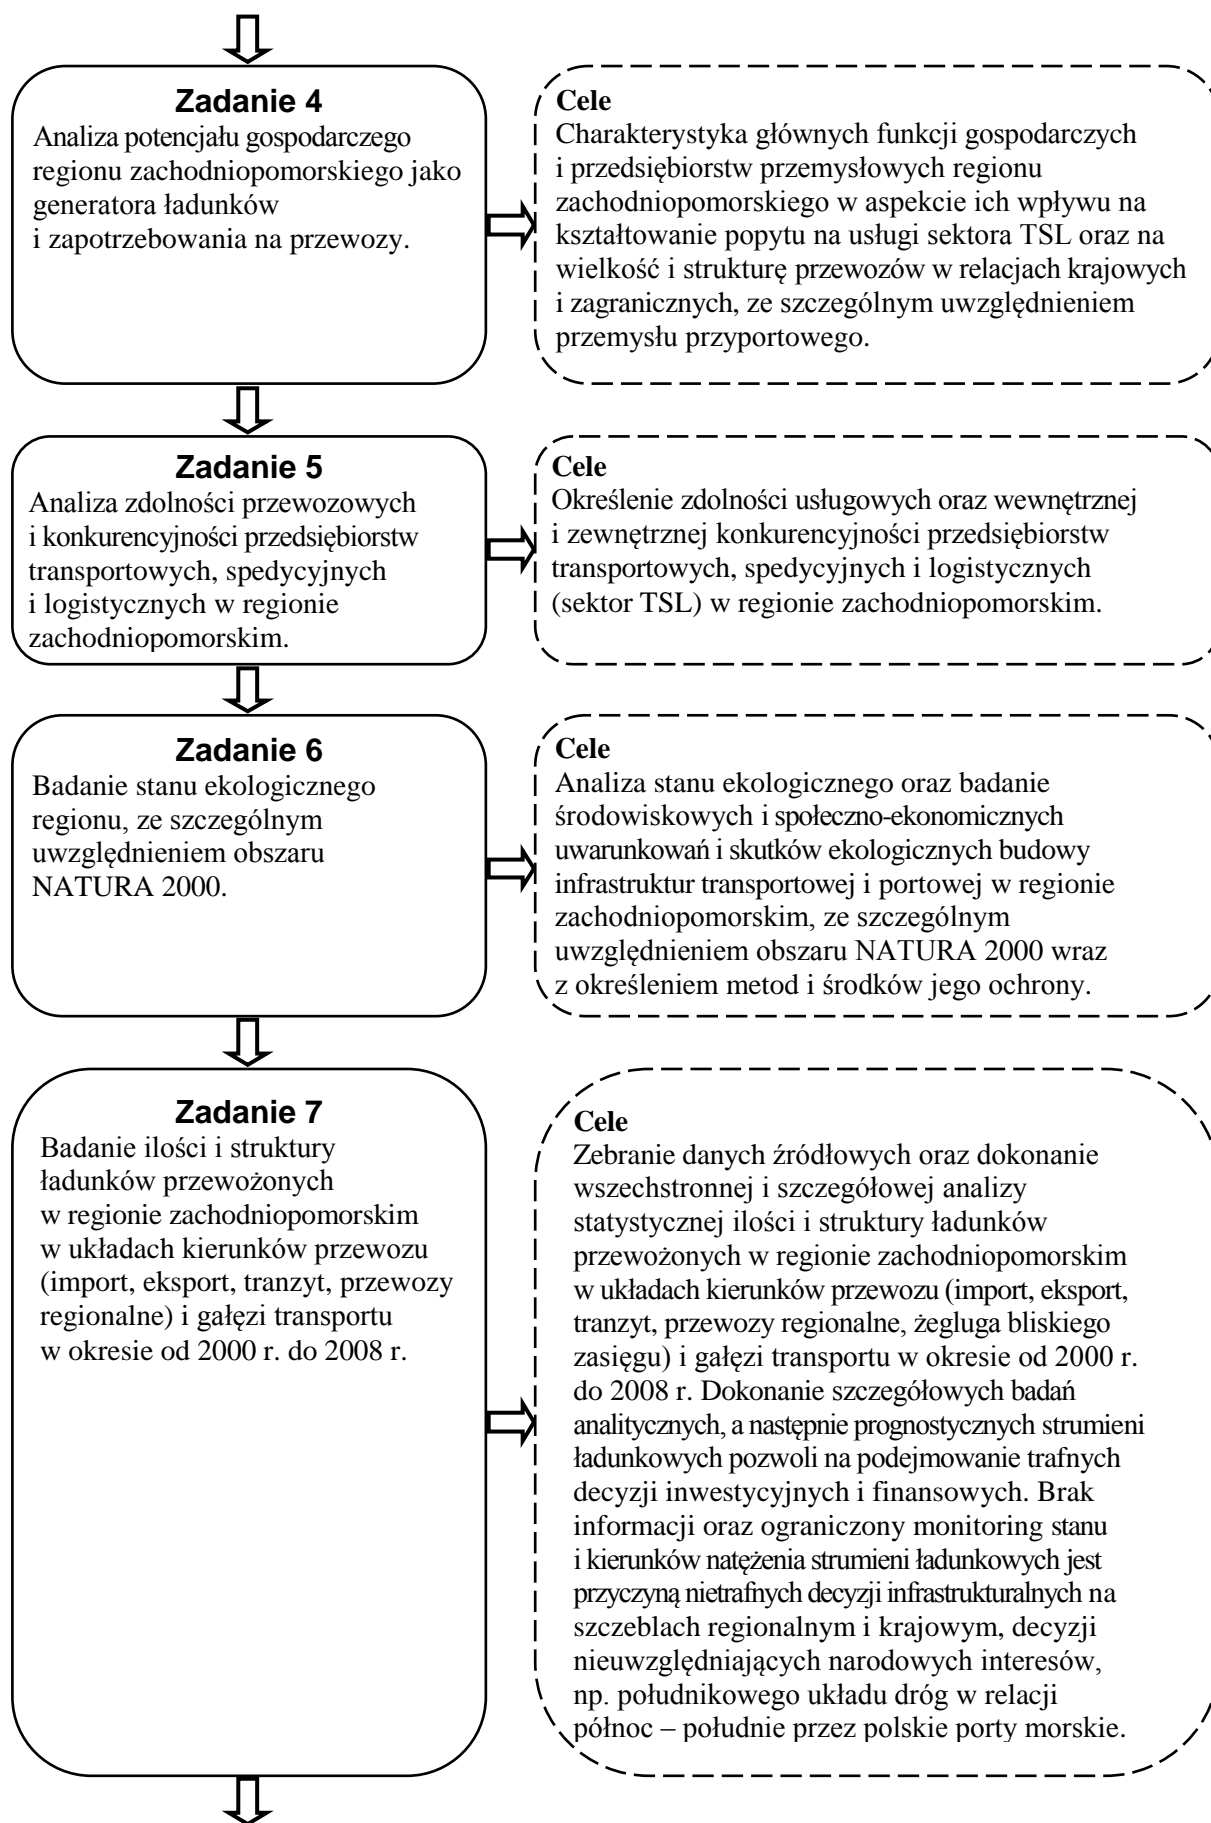 Zadanie 4
Analiza potencjału gospodarczego
regionu zachodniopomorskiego jako
generatora ładunków
i zapotrzebowania na przewozy.
Cele
Charakterystyka głównych funkcji gospodarczych
i przedsiębiorstw przemysłowych regionu
zachodniopomorskiego w aspekcie ich wpływu na
kształtowanie popytu na usługi sektora TSL oraz na
wielkość i strukturę przewozów w relacjach krajowych
i zagranicznych, ze szczególnym uwzględnieniem
przemysłu przyportowego.
Zadanie 5
Analiza zdolności przewozowych
i konkurencyjności przedsiębiorstw
transportowych, spedycyjnych
i logistycznych w regionie
zachodniopomorskim.
Cele
Określenie zdolności usługowych oraz wewnętrznej
i zewnętrznej konkurencyjności przedsiębiorstw
transportowych, spedycyjnych i logistycznych
(sektor TSL) w regionie zachodniopomorskim.
Zadanie 6
Badanie stanu ekologicznego
regionu, ze szczególnym
uwzględnieniem obszaru
NATURA 2000.
Cele
Analiza stanu ekologicznego oraz badanie
środowiskowych i społeczno-ekonomicznych
uwarunkowań i skutków ekologicznych budowy
infrastruktur transportowej i portowej w regionie
zachodniopomorskim, ze szczególnym
uwzględnieniem obszaru NATURA 2000 wraz
z określeniem metod i środków jego ochrony.
Zadanie 7
Badanie ilości i struktury
ładunków przewożonych
w regionie zachodniopomorskim
w układach kierunków przewozu
(import, eksport, tranzyt, przewozy
regionalne) i gałęzi transportu
w okresie od 2000 r. do 2008 r.
Cele
Zebranie danych źródłowych oraz dokonanie
wszechstronnej i szczegółowej analizy
statystycznej ilości i struktury ładunków
przewożonych w regionie zachodniopomorskim
w układach kierunków przewozu (import, eksport,
tranzyt, przewozy regionalne, żegluga bliskiego
zasięgu) i gałęzi transportu w okresie od 2000 r.
do 2008 r. Dokonanie szczegółowych badań
analitycznych, a następnie prognostycznych strumieni
ładunkowych pozwoli na podejmowanie trafnych
decyzji inwestycyjnych i finansowych. Brak
informacji oraz ograniczony monitoring stanu
i kierunków natężenia strumieni ładunkowych jest
przyczyną nietrafnych decyzji infrastrukturalnych na
szczeblach regionalnym i krajowym, decyzji
nieuwzględniających narodowych interesów,
np. południkowego układu dróg w relacji
północ – południe przez polskie porty morskie.